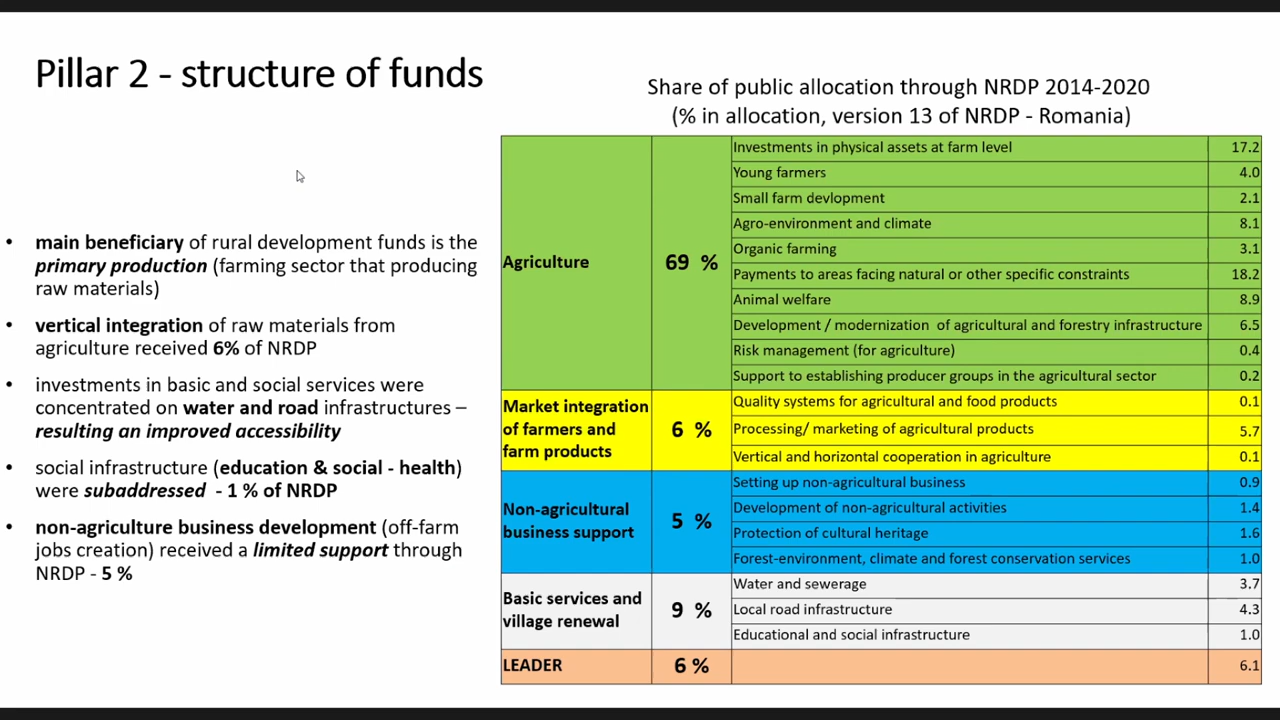 Pillar 2 - structure of funds
main beneficiary of rural development funds is the
primary production (farming sector that producing
raw materials)
vertical integration of raw materials from
agriculture received 6% of NRDP
investments in basic and social services were
concentrated on water and road infrastructures –
resulting an improved accessibility
social infrastructure (education & social - health)
were subaddressed - 1 % of NRDP
non-agriculture business development (off-farm
jobs creation) received a limited support through
NRDP - 5 %
Share of public allocation through NRDP 2014-2020
(% in allocation, version 13 of NRDP - Romania)
Agriculture
69 %
Investments in physical assets at farm level 17.2
Young farmers 4.0
Small farm devlopment 2.1
Agro-environment and climate 8.1
Organic farming 3.1
Payments to areas facing natural or other specific constraints 18.2
Animal welfare 8.9
Development / modernization of agricultural and forestry infrastructure 6.5
Risk management (for agriculture) 0.4
Support to establishing producer groups in the agricultural sector 0.2
Market integration
of farmers and
farm products
6 %
Quality systems for agricultural and food products 0.1
Processing/ marketing of agricultural products 5.7
Vertical and horizontal cooperation in agriculture 0.1
Non-agricultural
business support
5 %
Setting up non-agricultural business 0.9
Development of non-agricultural activities 1.4
Protection of cultural heritage 1.6
Forest-environment, climate and forest conservation services 1.0
Basic services and
village renewal
9 %
Water and sewerage 3.7
Local road infrastructure 4.3
Educational and social infrastructure 1.0
LEADER
6 %
6.1